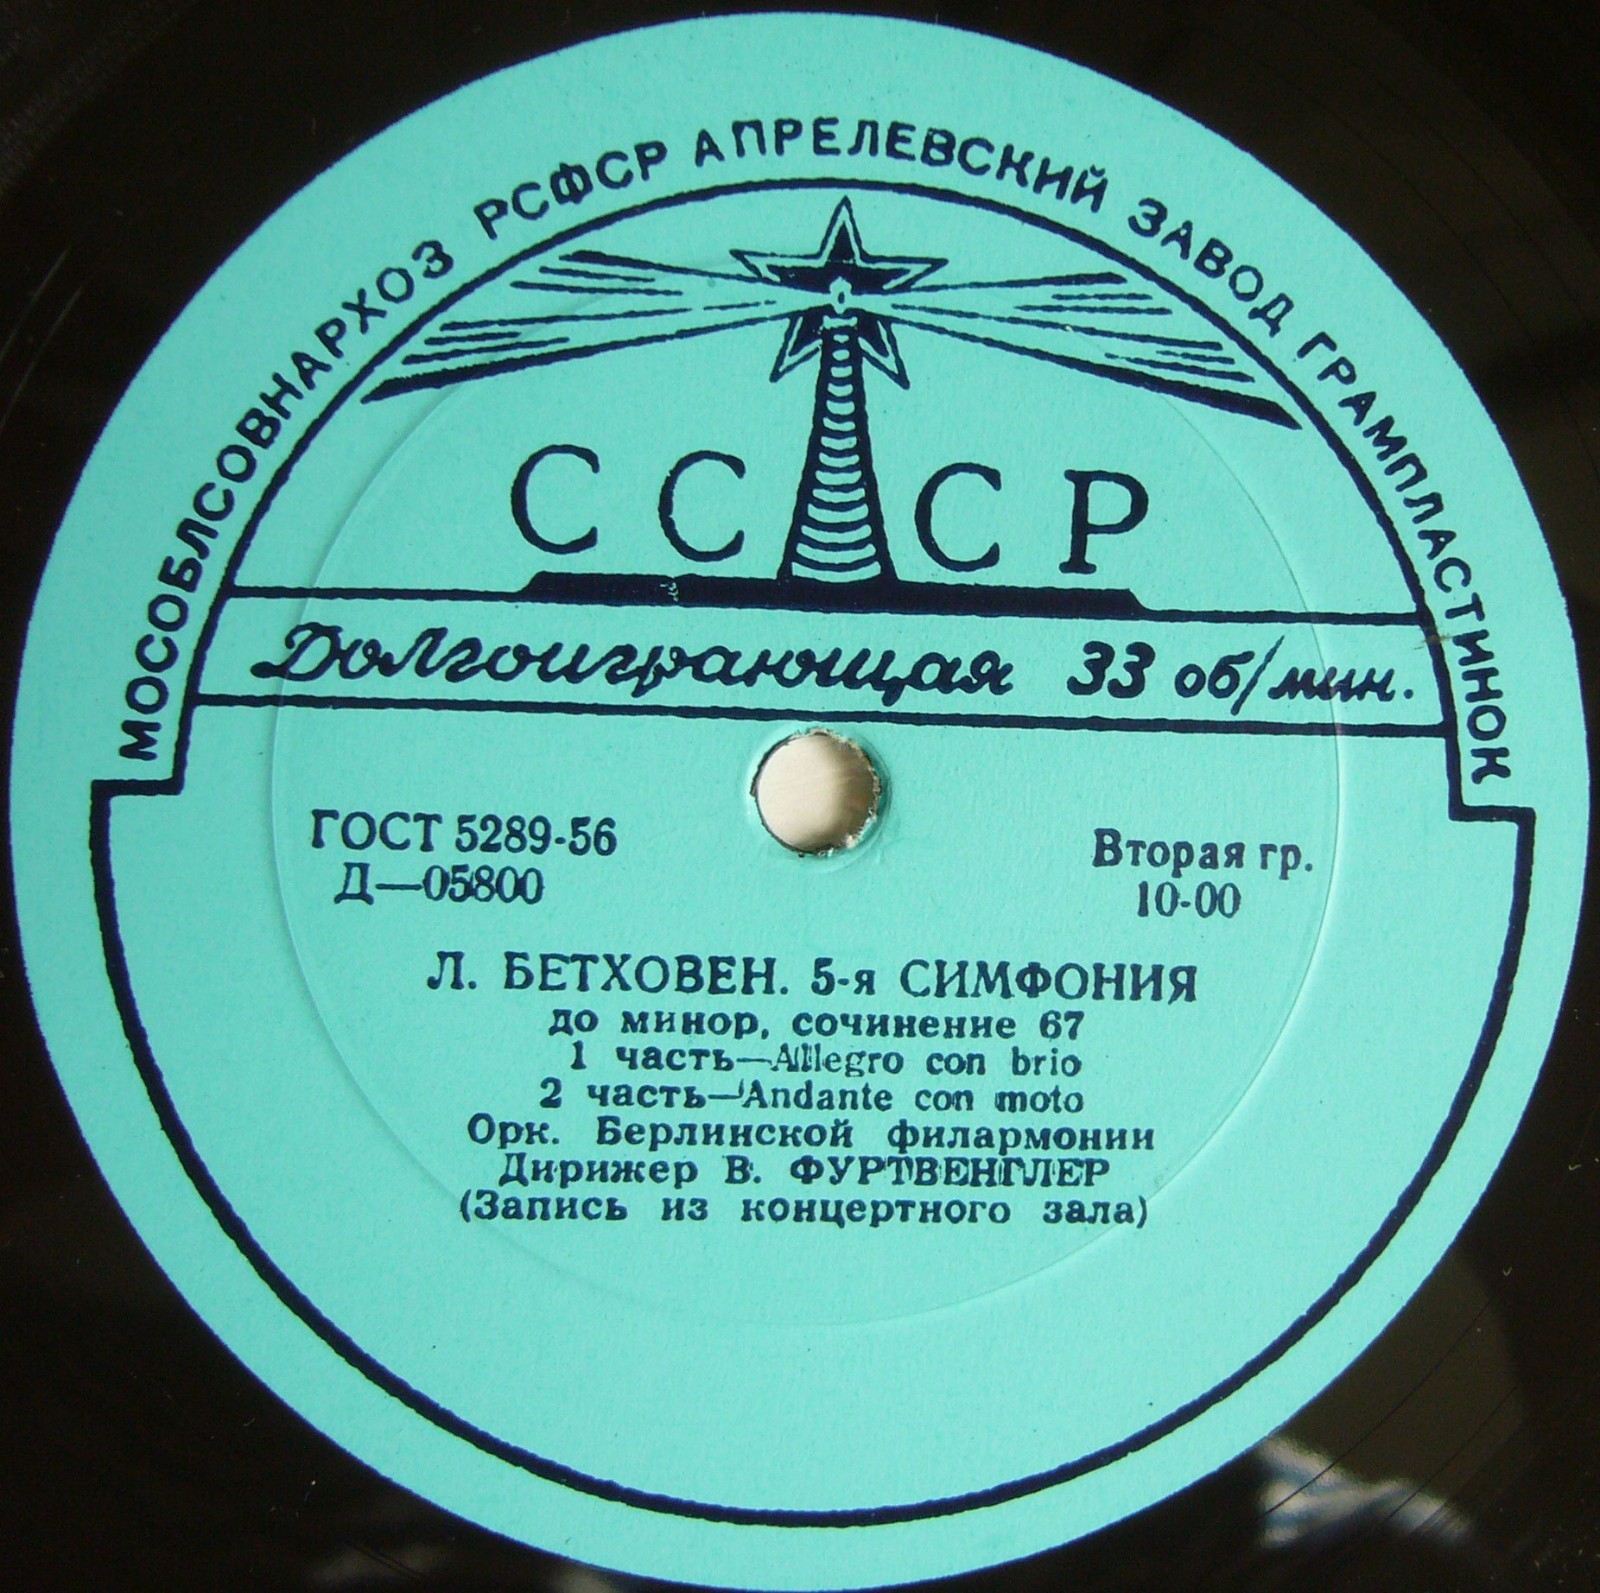 МОСОБЛСОВНАРХОЗ РСФСР АПРЕЛЕВСКИЙ ЗАВОД ГРАМПЛАСТИНОК
СССР
Долгоиграющая 33 об/мин.
ГОСТ 5289-56
Д—05800
Вторая гр.
10-00
Л. БЕТХОВЕН. 5-я СИМФОНИЯ
до минор, сочинение 67
1 часть—Allegro con brio
2 часть—Andante con moto
Орк. Берлинской филармонии
Дирижер В. ФУРТВЕНГЛЕР
(Запись из концертного зала)